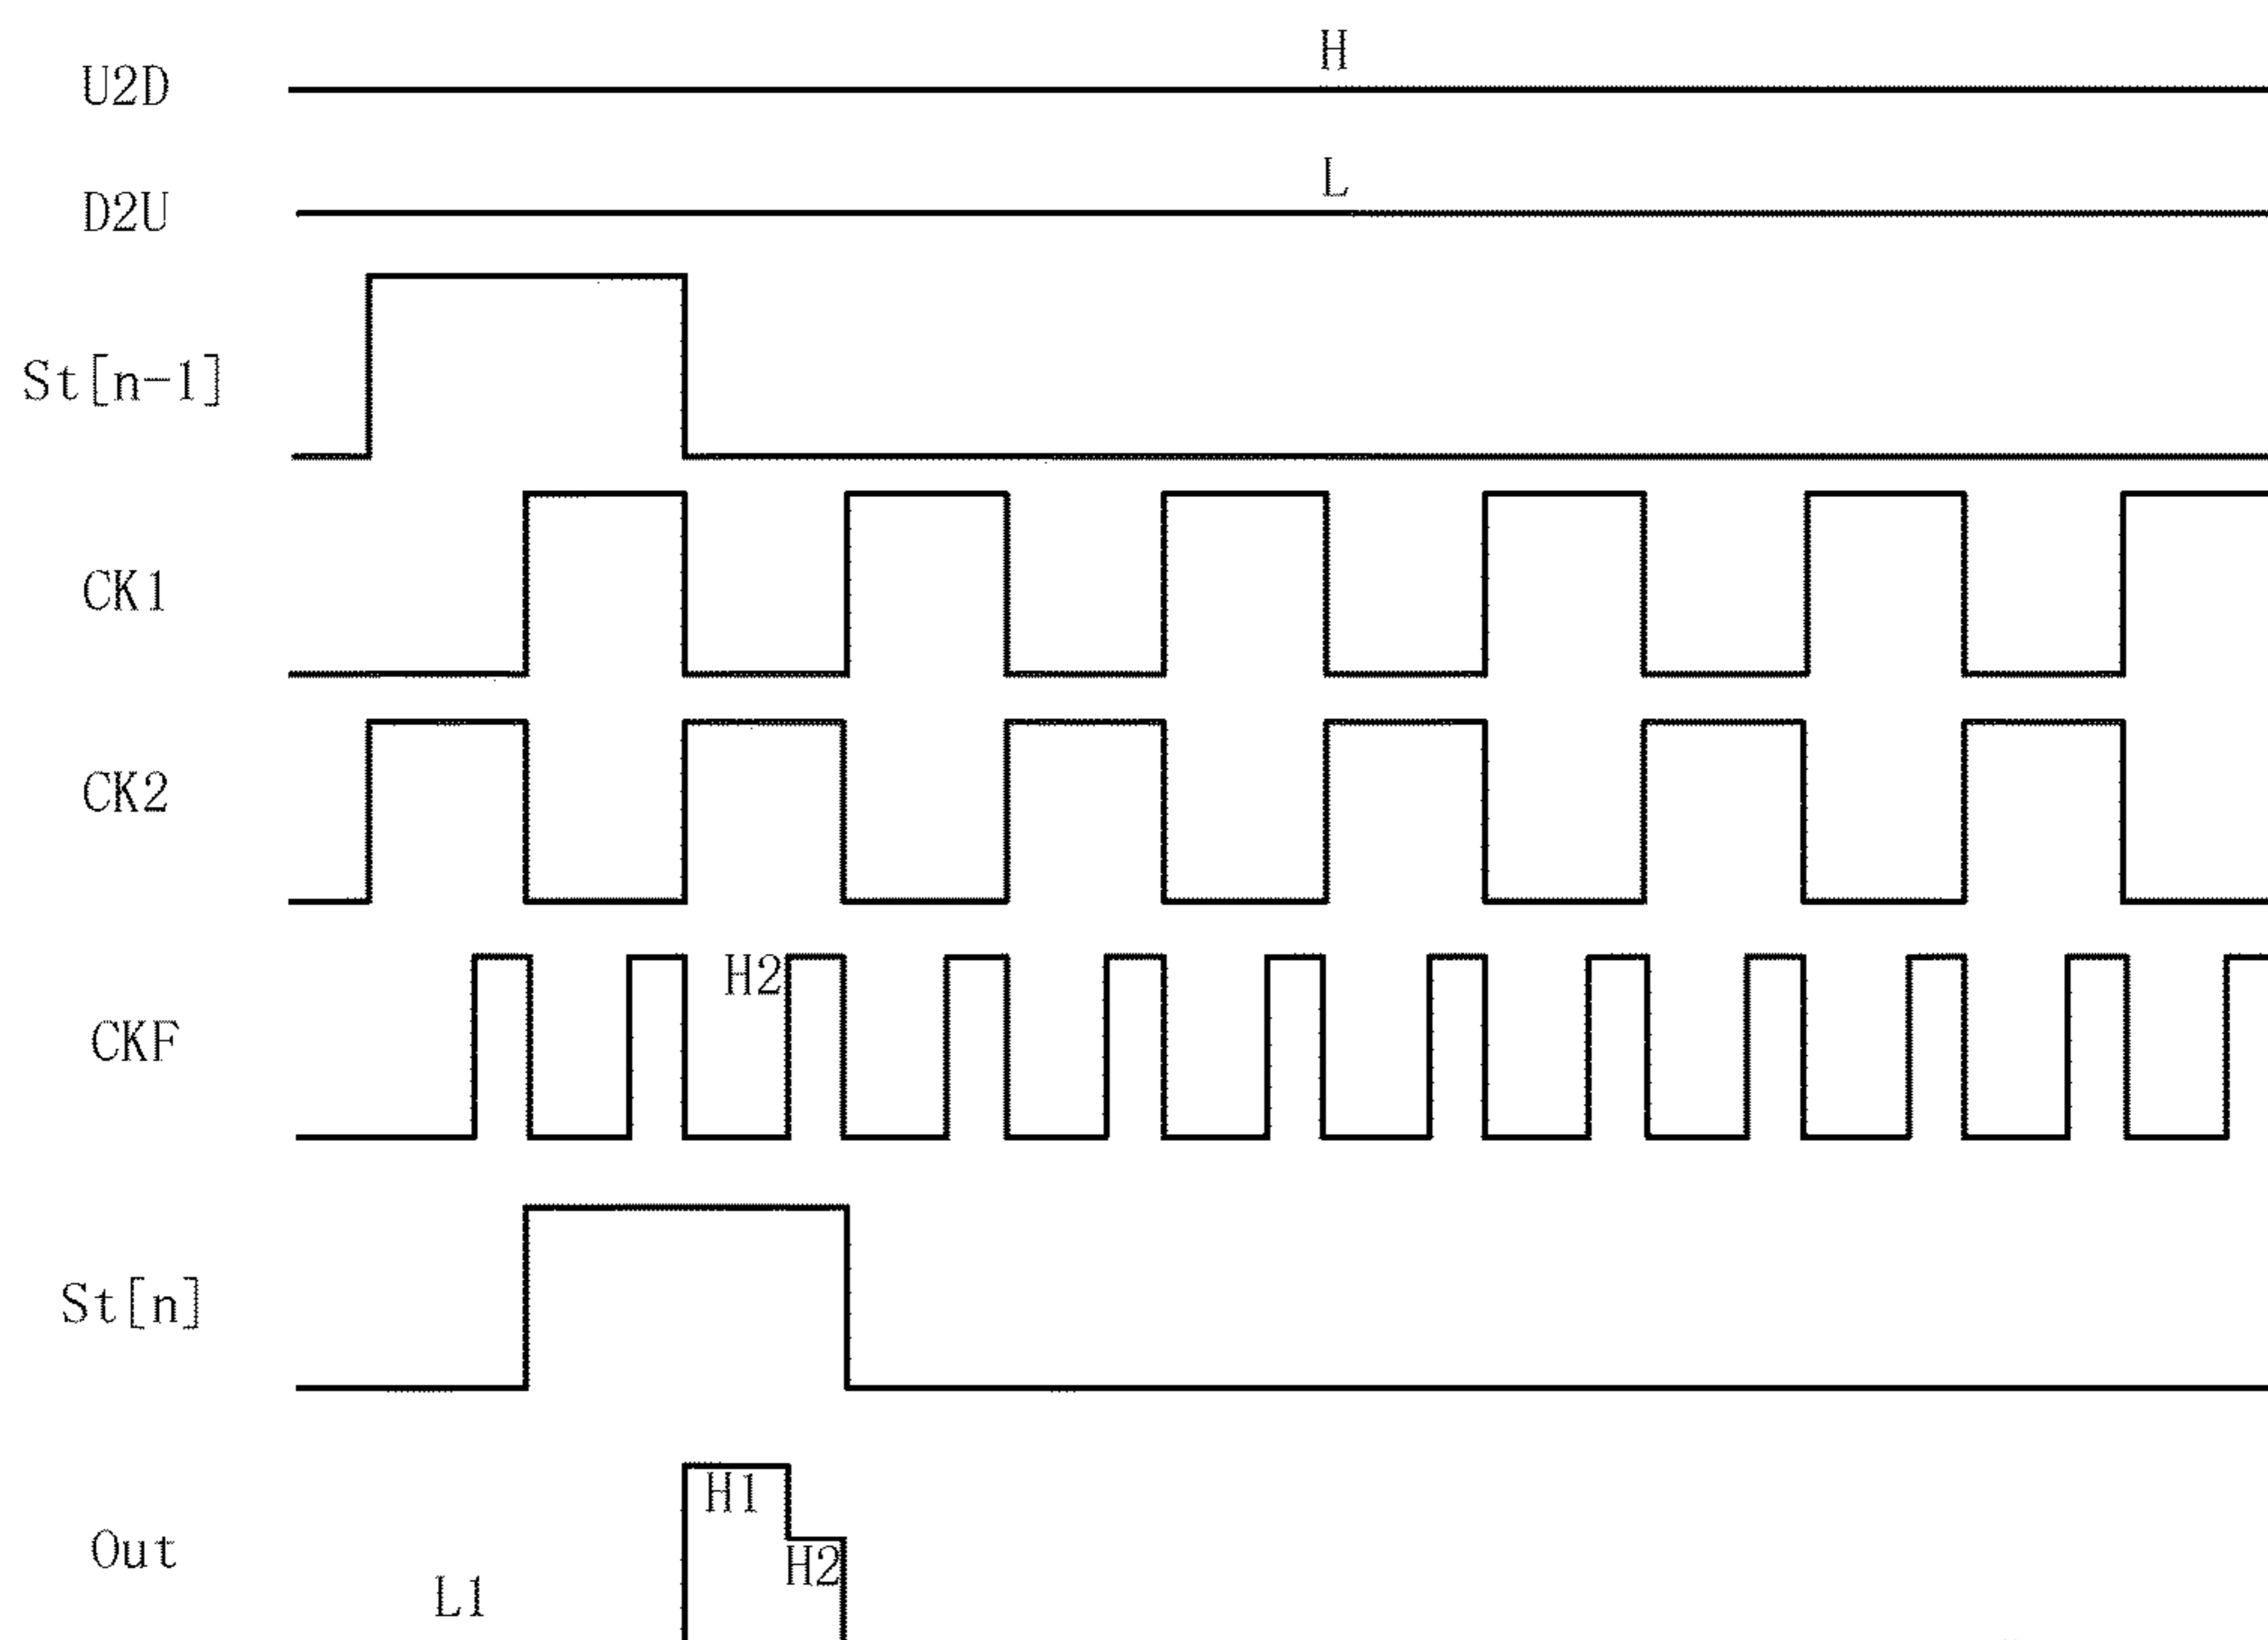 H
U2D
L
D2U
St[n-1]
CK1
CK2
H2
CKF
St[n]
H1
Out
H2
L1